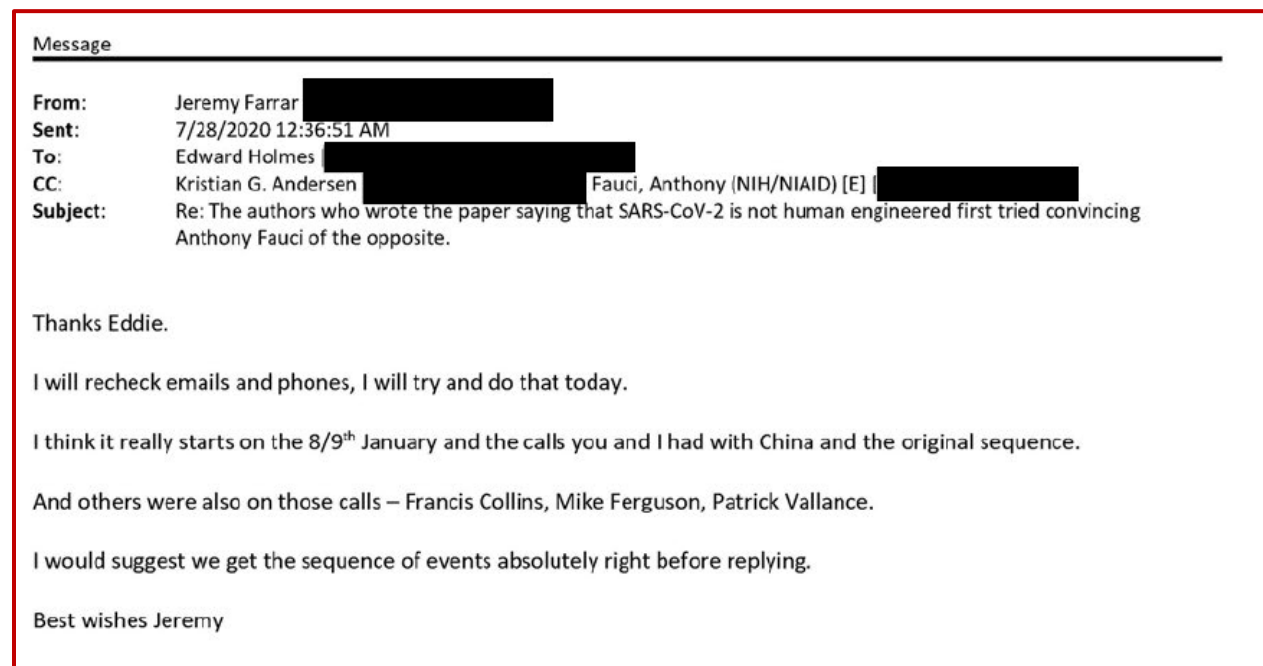 Message
From: Jeremy Farrar
Sent: 7/28/2020 12:36:51 AM
To: Edward Holmes [
CC: Kristian G. Andersen Fauci, Anthony (NIH/NIAID) [E] [
Subject: Re: The authors who wrote the paper saying that SARS-CoV-2 is not human engineered first tried convincing
Anthony Fauci of the opposite.
Thanks Eddie.
I will recheck emails and phones, I will try and do that today.
I think it really starts on the 8/9th January and the calls you and I had with China and the original sequence.
And others were also on those calls – Francis Collins, Mike Ferguson, Patrick Vallance.
I would suggest we get the sequence of events absolutely right before replying.
Best wishes Jeremy